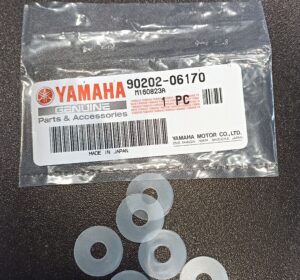 YAMAHA 90202-06170
M160823A
GENUINE
Parts & Accessories
1 PC
YAMAHA MOTOR CO., LTD.
MADE IN JAPAN